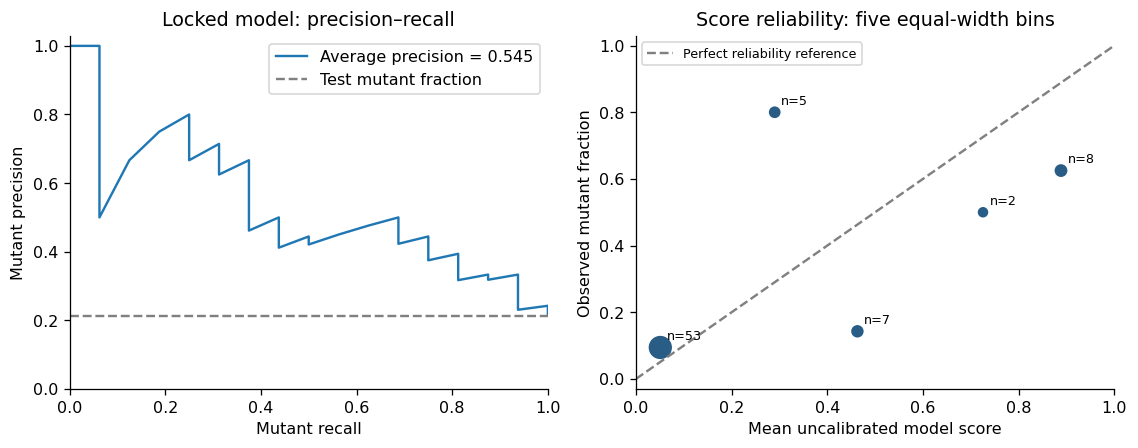 Locked model: precision–recall
1.0
0.8
0.6
0.4
0.2
0.0
Mutant precision
Average precision = 0.545
Test mutant fraction
0.0 0.2 0.4 0.6 0.8 1.0
Mutant recall
Score reliability: five equal-width bins
1.0
0.8
0.6
0.4
0.2
0.0
Observed mutant fraction
Perfect reliability reference
n=5
n=8
n=2
n=7
n=53
0.0 0.2 0.4 0.6 0.8 1.0
Mean uncalibrated model score